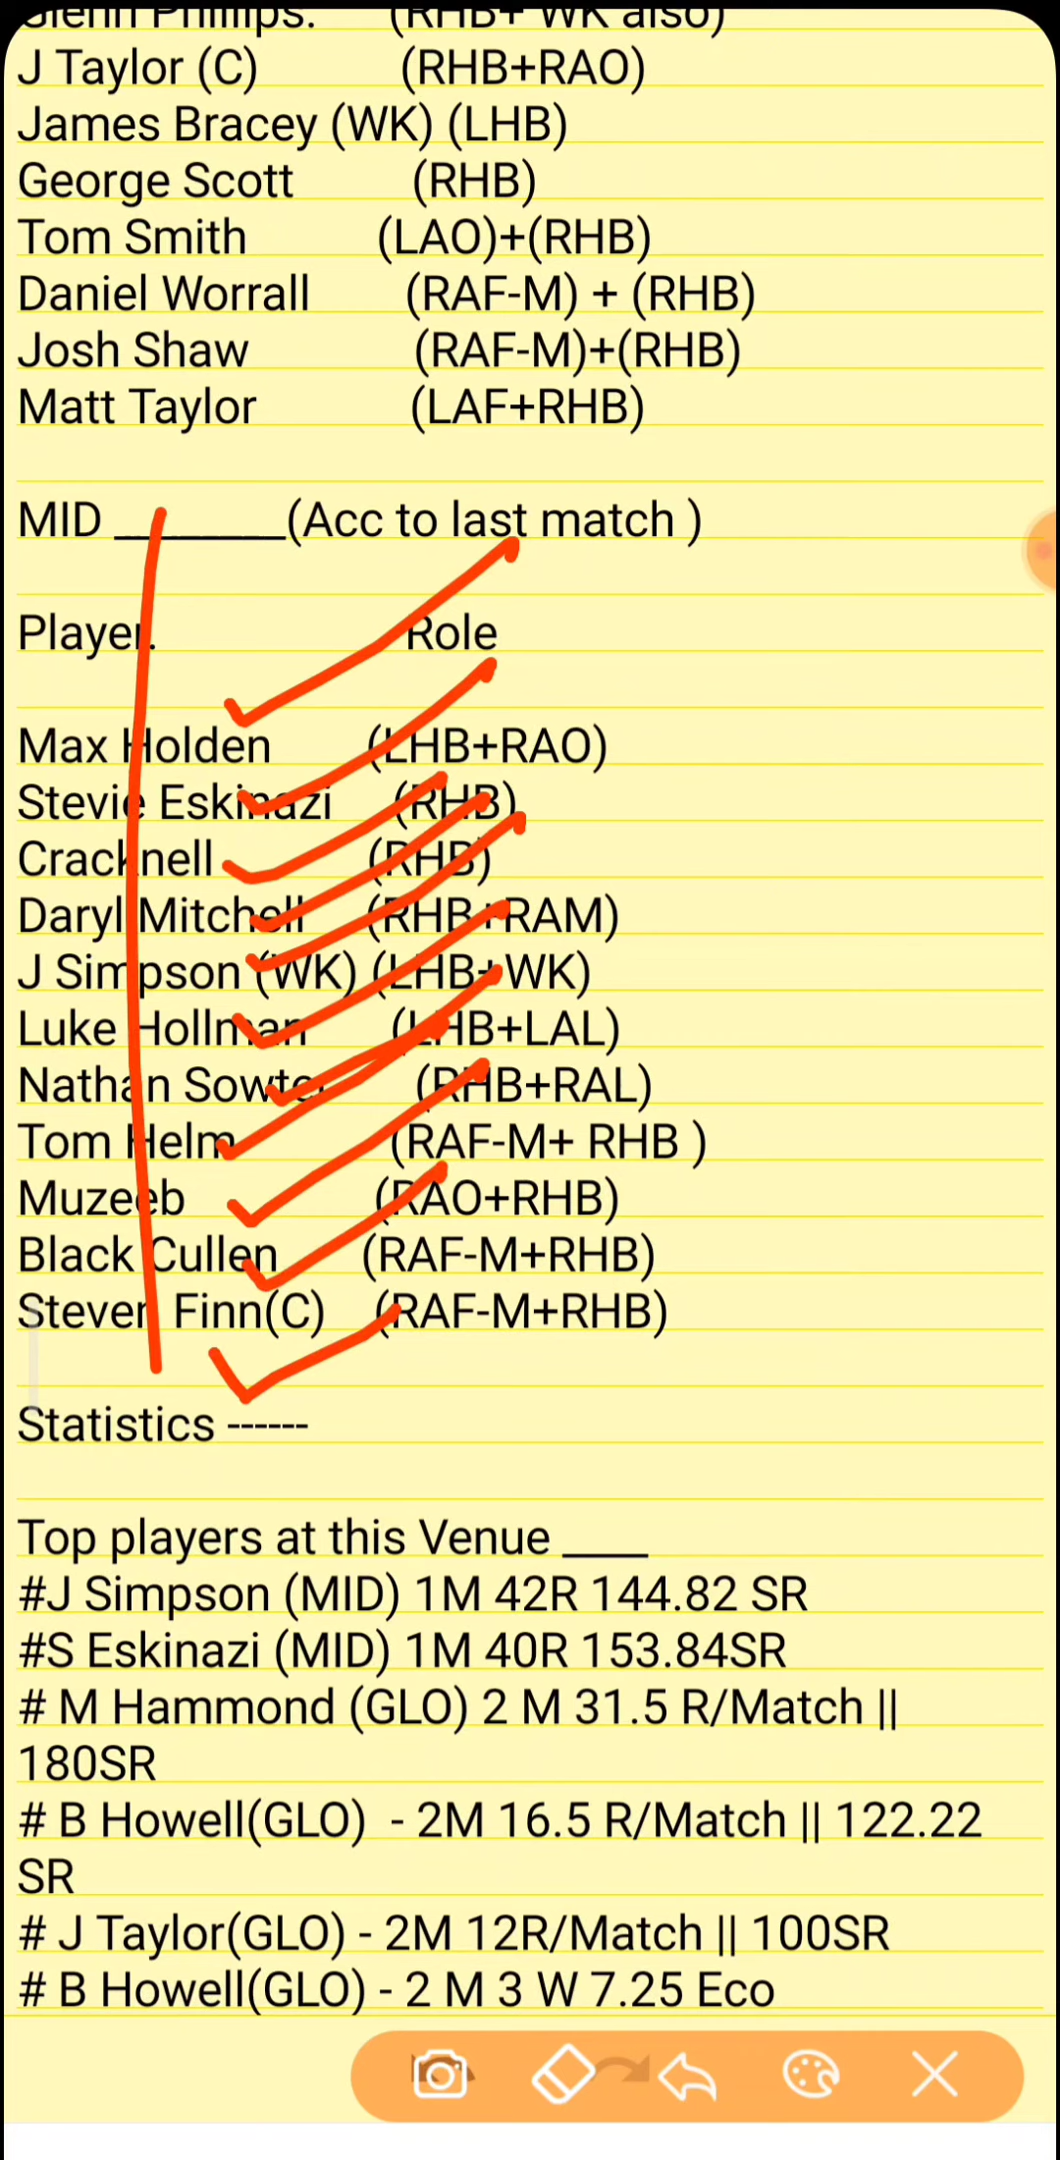 Glenn Phillips. (RHB+ WK also)
J Taylor (C) (RHB+RAO)
James Bracey (WK) (LHB)
George Scott (RHB)
Tom Smith (LAO)+(RHB)
Daniel Worrall (RAF-M) + (RHB)
Josh Shaw (RAF-M)+(RHB)
Matt Taylor (LAF+RHB)
MID ________(Acc to last match )
Player. Role
Max Holden (LHB+RAO)
Stevie Eskinazi (RHB)
Cracknell (RHB)
Daryl Mitchell (RHB+RAM)
J Simpson (WK) (LHB+WK)
Luke Hollman (LHB+LAL)
Nathan Sowter (RHB+RAL)
Tom Helm (RAF-M+ RHB )
Muzeeb (RAO+RHB)
Black Cullen (RAF-M+RHB)
Steven Finn(C) (RAF-M+RHB)
Statistics ------
Top players at this Venue ____
#J Simpson (MID) 1M 42R 144.82 SR
#S Eskinazi (MID) 1M 40R 153.84SR
# M Hammond (GLO) 2 M 31.5 R/Match ||
180SR
# B Howell(GLO) - 2M 16.5 R/Match || 122.22
SR
# J Taylor(GLO) - 2M 12R/Match || 100SR
# B Howell(GLO) - 2 M 3 W 7.25 Eco